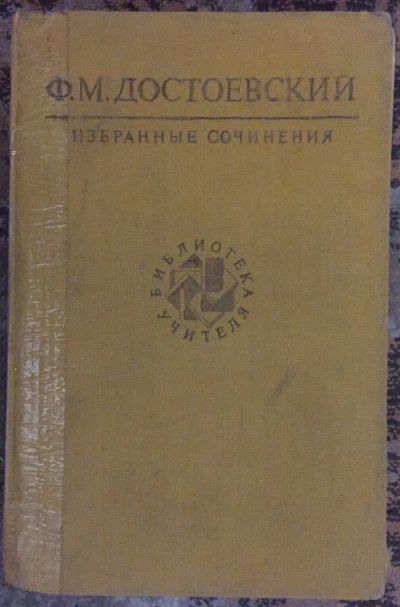 Ф.М.ДОСТОЕВСКИЙ
ИЗБРАННЫЕ СОЧИНЕНИЯ
БИБЛИОТЕКА
УЧИТЕЛЯ